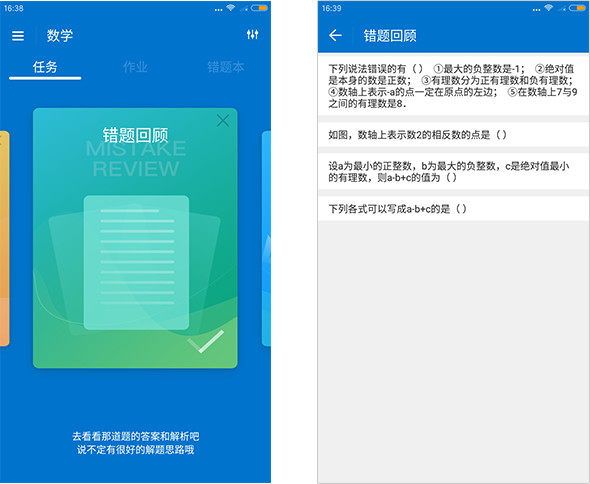 16:38
数学
任务
作业
错题本
错题回顾
MISTAKE
REVIEW
去看看那道题的答案和解析吧
说不定有很好的解题思路哦
16:39
错题回顾
下列说法错误的有（ ） ①最大的负整数是-1； ②绝对值
是本身的数是正数； ③有理数分为正有理数和负有理数；
④数轴上表示-a的点一定在原点的左边； ⑤在数轴上7与9
之间的有理数是8．
如图，数轴上表示数2的相反数的点是（ ）
设a为最小的正整数，b为最大的负整数，c是绝对值最小
的有理数，则a-b+c的值为（ ）
下列各式可以写成a-b+c的是（ ）